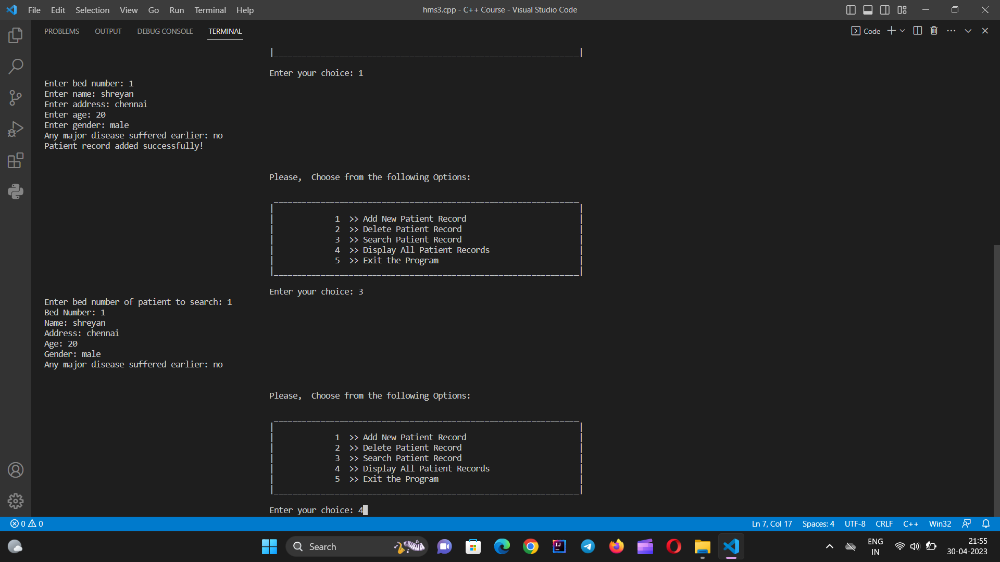 File Edit Selection View Go Run Terminal Help hms3.cpp - C++ Course - Visual Studio Code
PROBLEMS OUTPUT DEBUG CONSOLE TERMINAL Code
|_________________________________________________________________|
Enter your choice: 1
Enter bed number: 1
Enter name: shreyan
Enter address: chennai
Enter age: 20
Enter gender: male
Any major disease suffered earlier: no
Patient record added successfully!
Please,  Choose from the following Options:
_________________________________________________________________
| |
| 1  >> Add New Patient Record |
| 2  >> Delete Patient Record |
| 3  >> Search Patient Record |
| 4  >> Display All Patient Records |
| 5  >> Exit the Program |
|_________________________________________________________________|
Enter your choice: 3
Enter bed number of patient to search: 1
Bed Number: 1
Name: shreyan
Address: chennai
Age: 20
Gender: male
Any major disease suffered earlier: no
Please,  Choose from the following Options:
_________________________________________________________________
| |
| 1  >> Add New Patient Record |
| 2  >> Delete Patient Record |
| 3  >> Search Patient Record |
| 4  >> Display All Patient Records |
| 5  >> Exit the Program |
|_________________________________________________________________|
Enter your choice: 4
0 0 Ln 7, Col 17 Spaces: 4 UTF-8 CRLF C++ Win32
Search IJ ENG 21:55
IN 30-04-2023